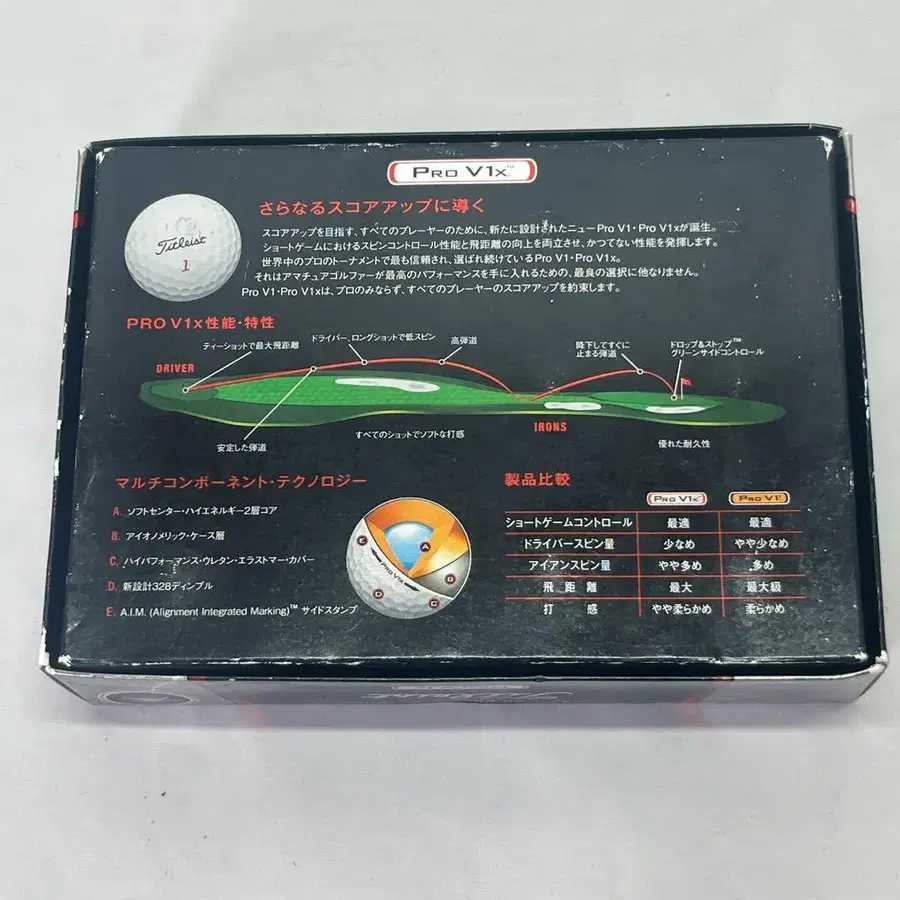 PRO V1x™
さらなるスコアアップに導く
スコアアップを目指す、すべてのプレーヤーのために、新たに設計されたニューPro V1・Pro V1xが誕生。
ショートゲームにおけるスピンコントロール性能と飛距離の向上を両立させ、かつてない性能を発揮します。
世界中のプロのトーナメントで最も信頼され、選ばれ続けているPro V1・Pro V1x。
それはアマチュアゴルファーが最高のパフォーマンスを手に入れるための、最良の選択に他なりません。
Pro V1・Pro V1xは、プロのみならず、すべてのプレーヤーのスコアアップを約束します。
Titleist
1
PRO V1x性能・特性
ティーショットで最大飛距離
ドライバー、ロングショットで低スピン
高弾道
降下してすぐに
止まる弾道
ドロップ&ストップ™
グリーンサイドコントロール
DRIVER
IRONS
安定した弾道
すべてのショットでソフトな打感
優れた耐久性
マルチコンポーネント・テクノロジー
A. ソフトセンター・ハイエネルギー2層コア
B. アイオノメリック・ケース層
C. ハイパフォーマンス・ウレタン・エラストマー・カバー
D. 新設計328ディンプル
E. A.I.M. (Alignment Integrated Marking)™ サイドスタンプ
E
A
B
D
C
PRO V1x
製品比較
PRO V1x PRO V1
ショートゲームコントロール 最適 最適
ドライバースピン量 少なめ やや少なめ
アイアンスピン量 やや多め 多め
飛距離 最大 最大級
打感 やや柔らかめ 柔らかめ